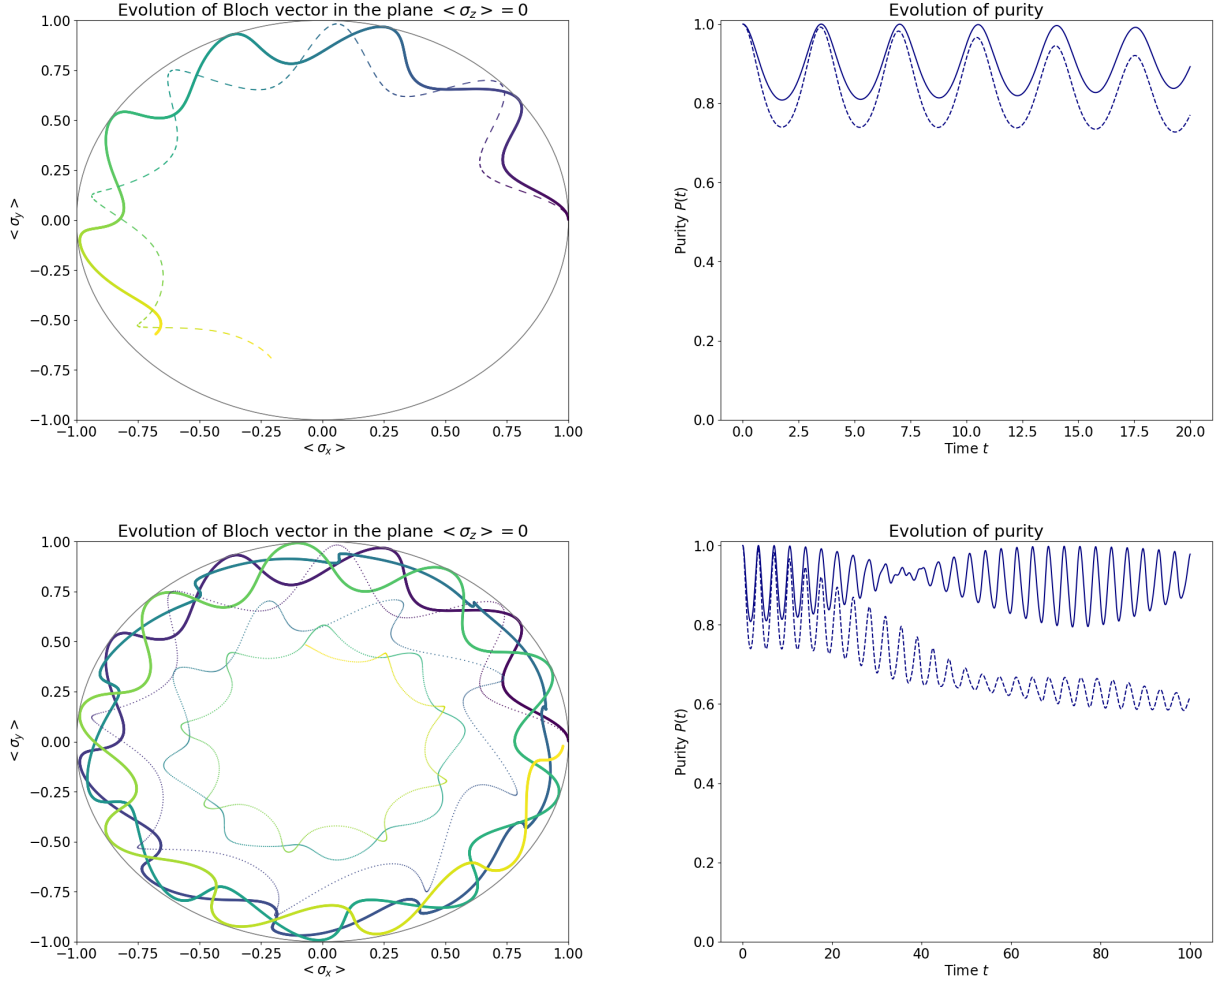 Evolution of Bloch vector in the plane < σz > = 0
1.00
0.75
0.50
0.25
0.00
−0.25
−0.50
−0.75
−1.00
< σy >
−1.00 −0.75 −0.50 −0.25 0.00 0.25 0.50 0.75 1.00
< σx >
Evolution of purity
1.0
0.8
0.6
0.4
0.2
0.0
Purity P(t)
0.0 2.5 5.0 7.5 10.0 12.5 15.0 17.5 20.0
Time t
Evolution of Bloch vector in the plane < σz > = 0
1.00
0.75
0.50
0.25
0.00
−0.25
−0.50
−0.75
−1.00
< σy >
−1.00 −0.75 −0.50 −0.25 0.00 0.25 0.50 0.75 1.00
< σx >
Evolution of purity
1.0
0.8
0.6
0.4
0.2
0.0
Purity P(t)
0 20 40 60 80 100
Time t